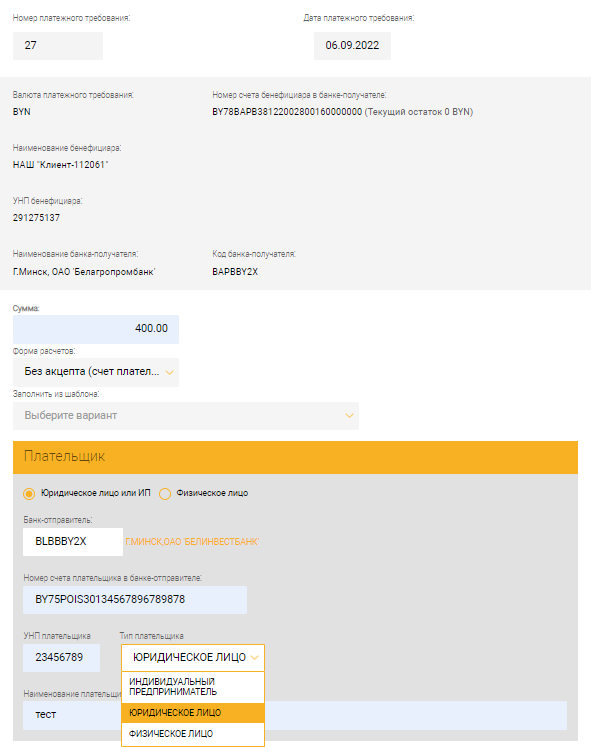 Номер платежного требования:
Дата платежного требования:
27
06.09.2022
Валюта платежного требования:
Номер счета бенефициара в банке-получателе:
BYN
BY78BAPB38122002800160000000 (Текущий остаток 0 BYN)
Наименование бенефициара:
НАШ "Клиент-112061"
УНП бенефициара:
291275137
Наименование банка-получателя:
Код банка-получателя:
Г.Минск, ОАО 'Белагропромбанк'
BAPBBY2X
Сумма:
400.00
Форма расчетов:
Без акцепта (счет плател...
Заполнить из шаблона:
Выберите вариант
Плательщик
Юридическое лицо или ИП
Физическое лицо
Банк-отправитель:
BLBBBY2X
Г.МИНСК,ОАО 'БЕЛИНВЕСТБАНК'
Номер счета плательщика в банке-отправителе:
BY75POIS30134567896789878
УНП плательщика
Тип плательщика
23456789
ЮРИДИЧЕСКОЕ ЛИЦО
ИНДИВИДУАЛЬНЫЙ
ПРЕДПРИНИМАТЕЛЬ
Наименование плательщи
ЮРИДИЧЕСКОЕ ЛИЦО
тест
ФИЗИЧЕСКОЕ ЛИЦО